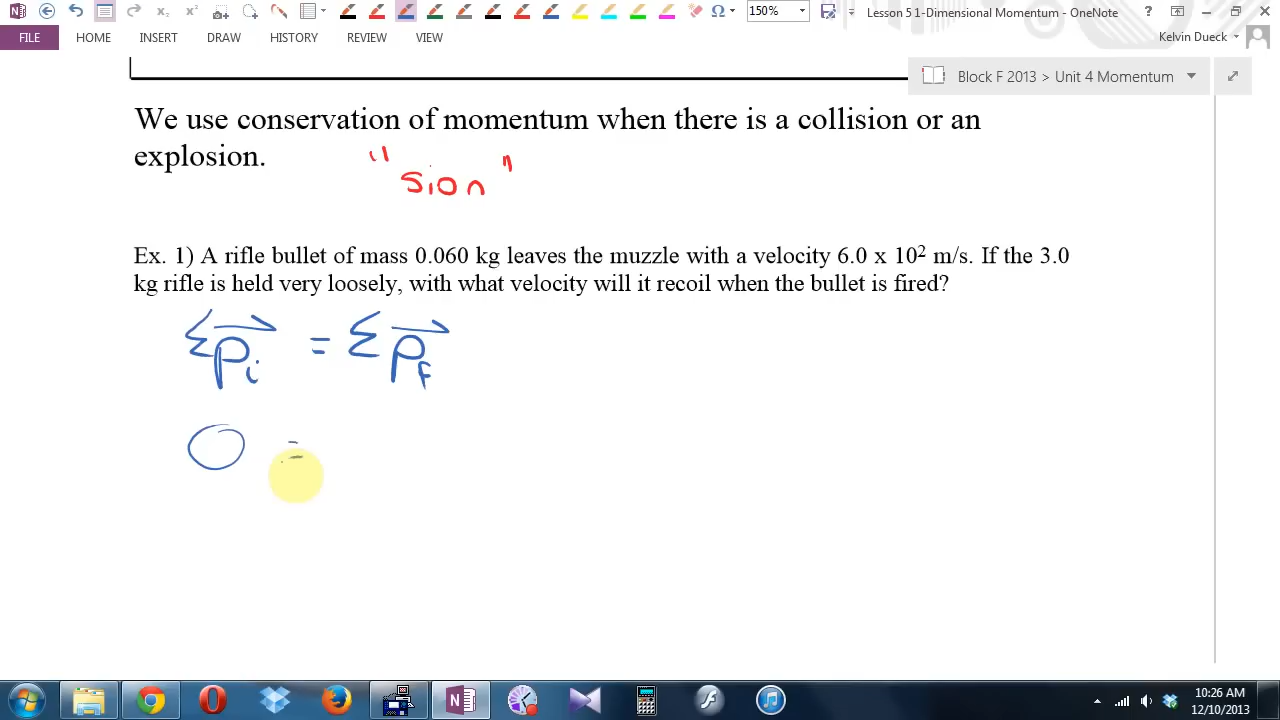 150%
Lesson 5 1-Dimensional Momentum - OneNote
FILE HOME INSERT DRAW HISTORY REVIEW VIEW
Kelvin Dueck
Block F 2013 > Unit 4 Momentum
We use conservation of momentum when there is a collision or an
explosion.
"sion"
Ex. 1) A rifle bullet of mass 0.060 kg leaves the muzzle with a velocity 6.0 x 10² m/s. If the 3.0
kg rifle is held very loosely, with what velocity will it recoil when the bullet is fired?
Σp⃗i = Σp⃗f
0 =
10:26 AM
12/10/2013